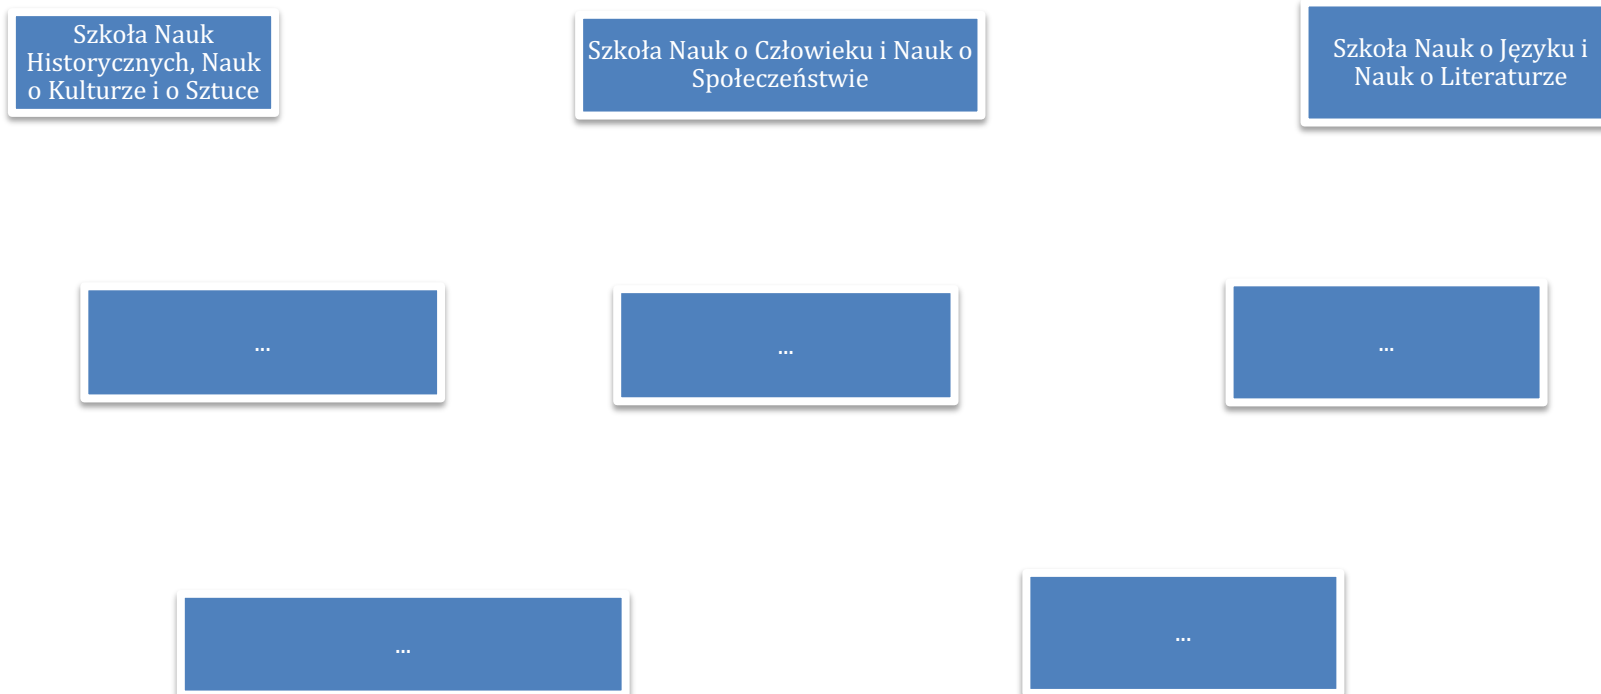 Szkoła Nauk
Historycznych, Nauk
o Kulturze i o Sztuce
Szkoła Nauk o Człowieku i Nauk o
Społeczeństwie
Szkoła Nauk o Języku i
Nauk o Literaturze
...
...
...
...
...